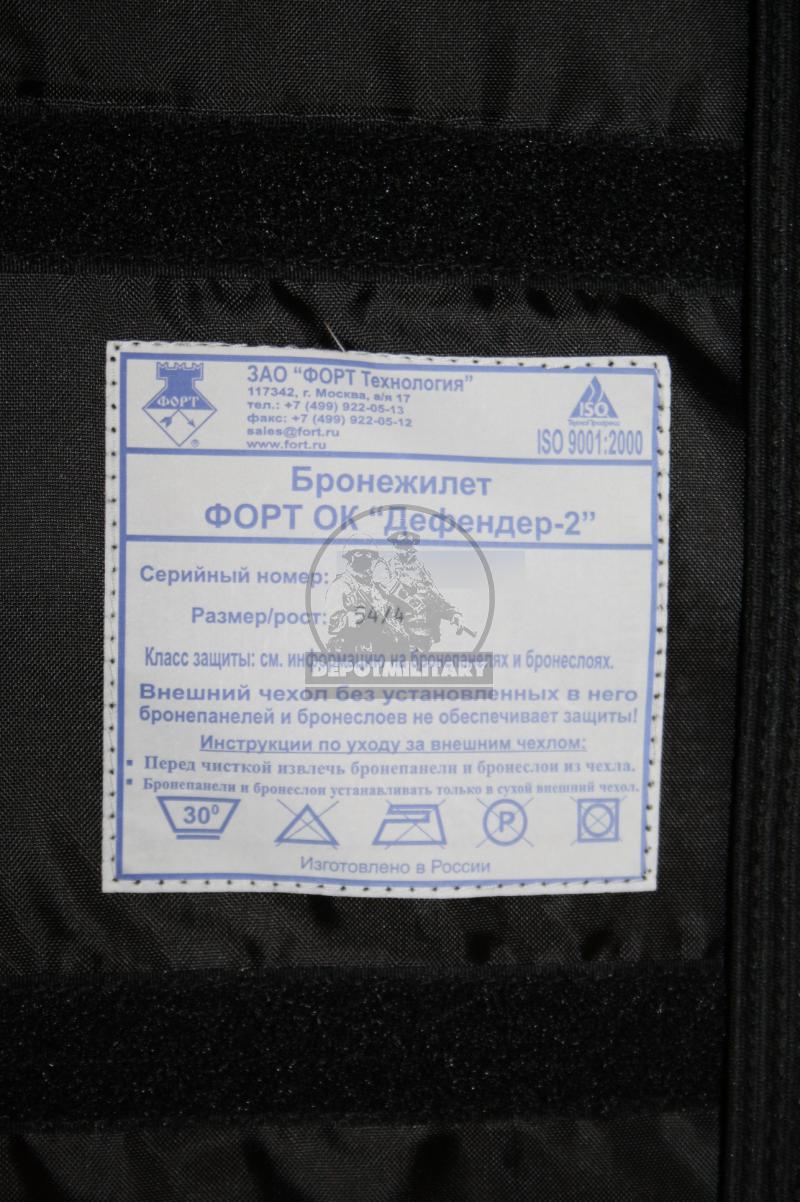 ФОРТ
®
ЗАО "ФОРТ Технология"
117342, г. Москва, а/я 17
тел.: +7 (499) 922-05-13
факс: +7 (499) 922-05-12
sales@fort.ru
www.fort.ru
ISO
ТехноПрогресс
ISO 9001:2000
Бронежилет
ФОРТ ОК "Дефендер-2"
Серийный номер:
Размер/рост: 54/4
Класс защиты: см. информацию на бронепанелях и бронеслоях.
DEPOTMILITARY
Внешний чехол без установленных в него
бронепанелей и бронеслоев не обеспечивает защиты!
Инструкции по уходу за внешним чехлом:
▪ Перед чисткой извлечь бронепанели и бронеслои из чехла.
▪ Бронепанели и бронеслои устанавливать только в сухой внешний чехол.
30⁰
P
Изготовлено в России